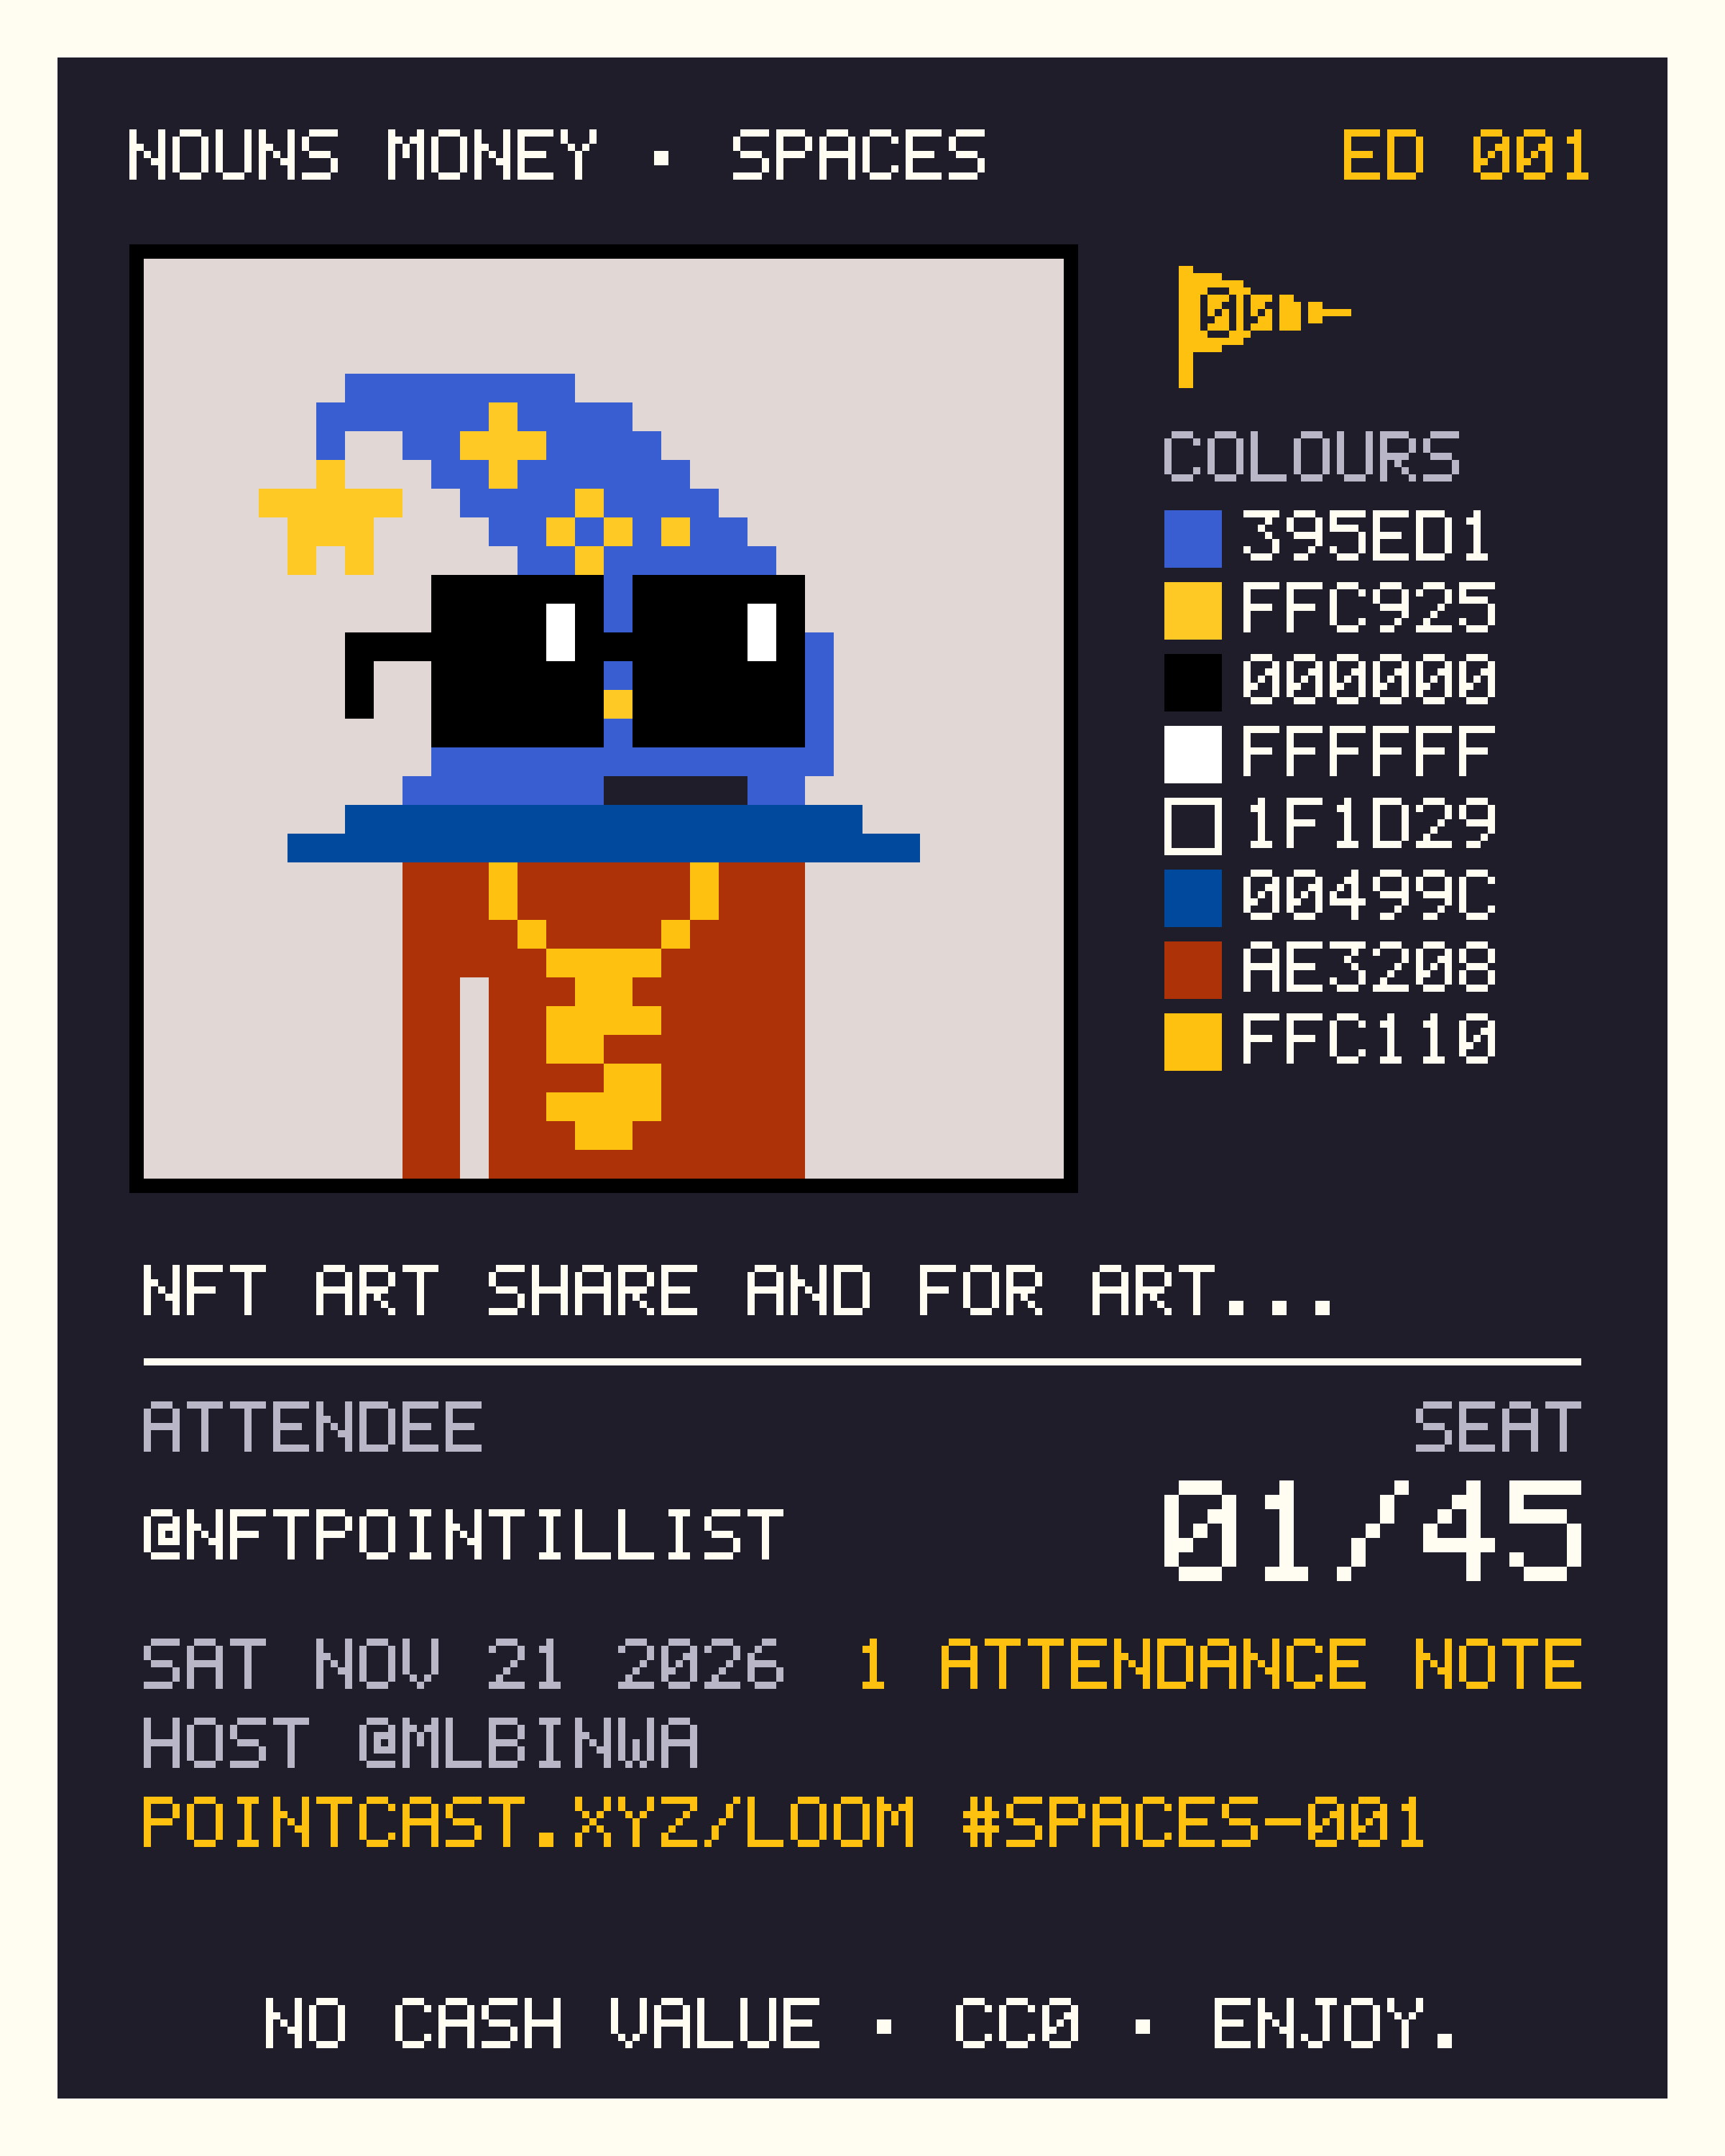 NOUNS MONEY · SPACES
ED 001
COLOURS
395ED1
FFC925
000000
FFFFFF
1F1D29
00499C
AE3208
FFC110
NFT ART SHARE AND FOR ART...
ATTENDEE
SEAT
@NFTPOINTILLIST
01/45
SAT NOV 21 2026
1 ATTENDANCE NOTE
HOST @MLBINWA
POINTCAST.XYZ/LOOM #SPACES-001
NO CASH VALUE · CC0 · ENJOY.